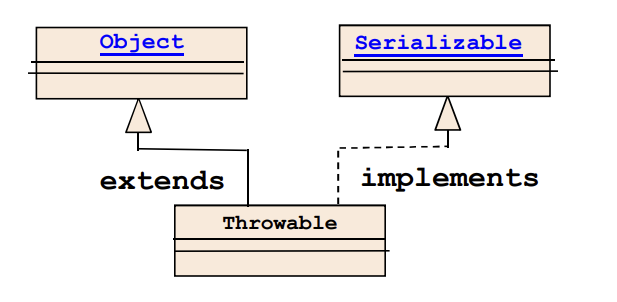 Object
Serializable
extends
implements
Throwable